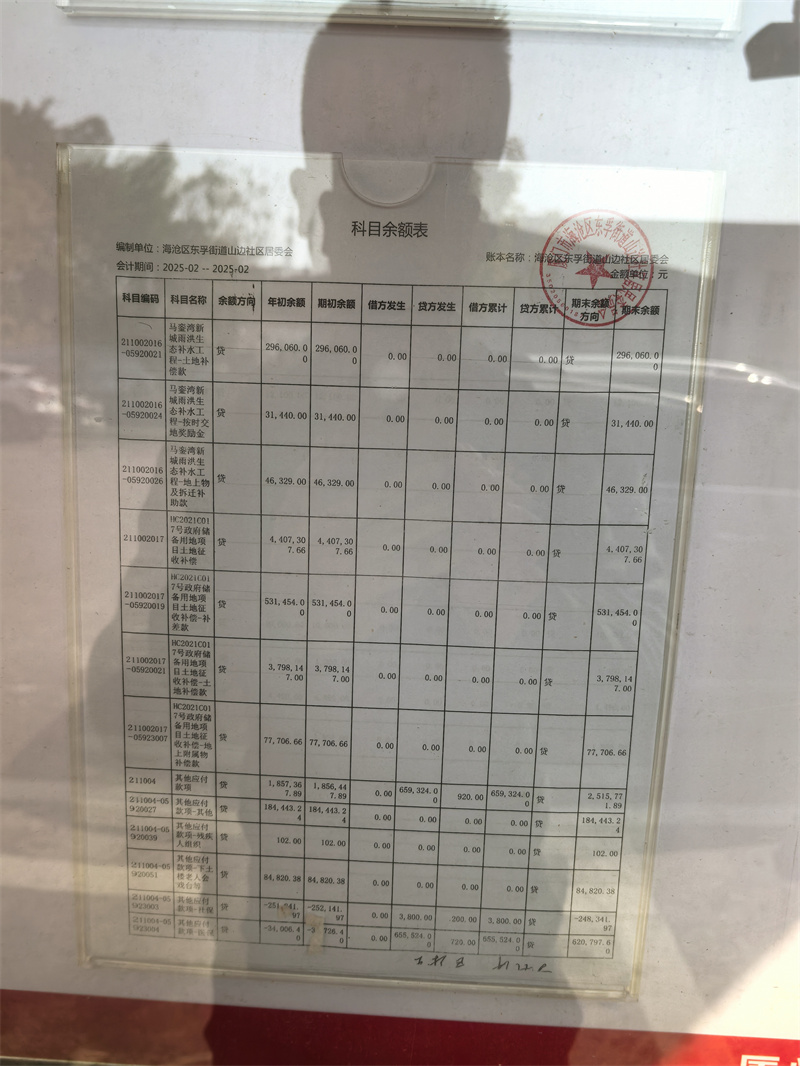 科目余额表
编制单位：海沧区东孚街道山边社区居委会
账本名称：海沧区东孚街道山边社区居委会
会计期间：2025-02 -- 2025-02
金额单位：元
科目编码 科目名称 余额方向 年初余额 期初余额 借方发生 贷方发生 借方累计 贷方累计 期末余额方向 期末余额
211002016-05920021 马銮湾新城雨洪生态补水工程-土地补偿款 贷 296,060.00 296,060.00 0.00 0.00 0.00 0.00 贷 296,060.00
211002016-05920024 马銮湾新城雨洪生态补水工程-按时交地奖励金 贷 31,440.00 31,440.00 0.00 0.00 0.00 0.00 贷 31,440.00
211002016-05920026 马銮湾新城雨洪生态补水工程-地上物及拆迁补助款 贷 46,329.00 46,329.00 0.00 0.00 0.00 0.00 贷 46,329.00
211002017 HC2021C017号政府储备用地项目土地征收补偿 贷 4,407,307.66 4,407,307.66 0.00 0.00 0.00 0.00 贷 4,407,307.66
211002017-05920019 HC2021C017号政府储备用地项目土地征收补偿-补差款 贷 531,454.00 531,454.00 0.00 0.00 0.00 0.00 贷 531,454.00
211002017-05920021 HC2021C017号政府储备用地项目土地征收补偿-土地补偿款 贷 3,798,147.00 3,798,147.00 0.00 0.00 0.00 0.00 贷 3,798,147.00
211002017-05923007 HC2021C017号政府储备用地项目土地征收补偿-地上附属物补偿款 贷 77,706.66 77,706.66 0.00 0.00 0.00 0.00 贷 77,706.66
211004 其他应付款项 贷 1,857,367.89 1,856,447.89 0.00 659,324.00 920.00 659,324.00 贷 2,515,771.89
211004-05920027 其他应付款项-其他 贷 184,443.24 184,443.24 0.00 0.00 0.00 0.00 贷 184,443.24
211004-05920039 其他应付款项-残疾人组织 贷 102.00 102.00 0.00 0.00 0.00 0.00 贷 102.00
211004-05920051 其他应付款项-下土楼老人会戏台等 贷 84,820.38 84,820.38 0.00 0.00 0.00 0.00 贷 84,820.38
211004-05923003 其他应付款项-社保 贷 -252,141.97 0.00 3,800.00 200.00 3,800.00 贷 -248,341.97
211004-05923004 其他应付款项-医保 贷 -34,006.40 0.00 655,524.00 720.00 655,524.00 贷 620,797.60